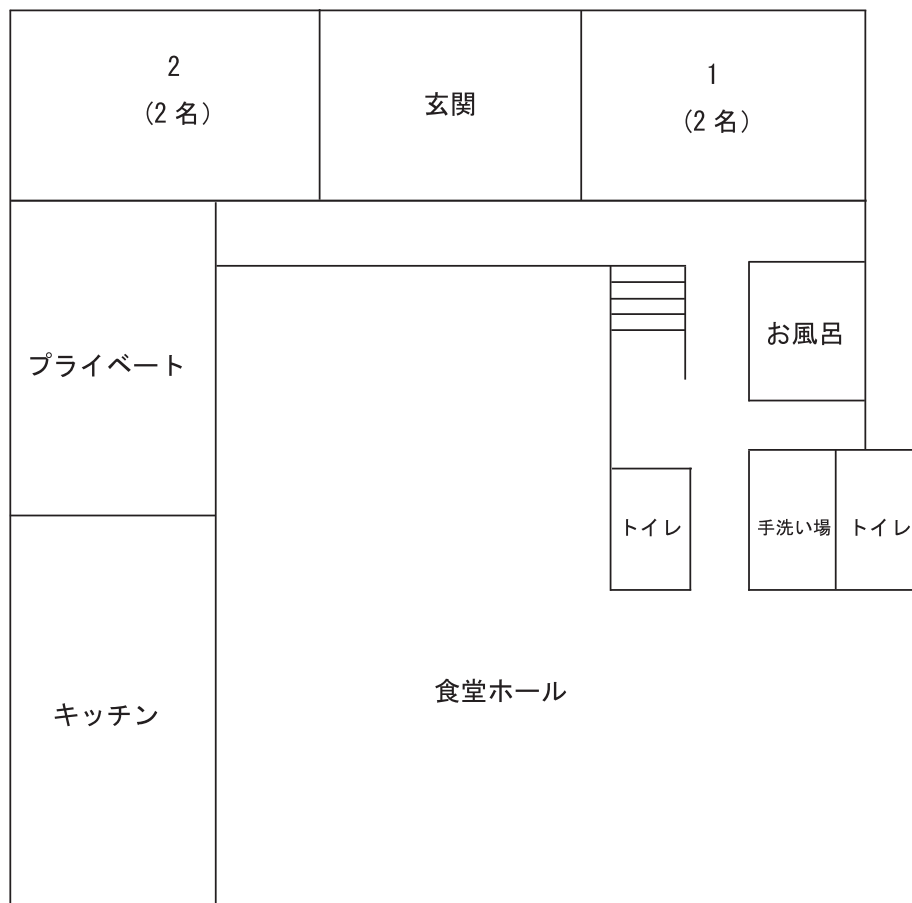 2
（2 名）
玄関
1
（2 名）
プライベート
お風呂
トイレ
手洗い場
トイレ
キッチン
食堂ホール